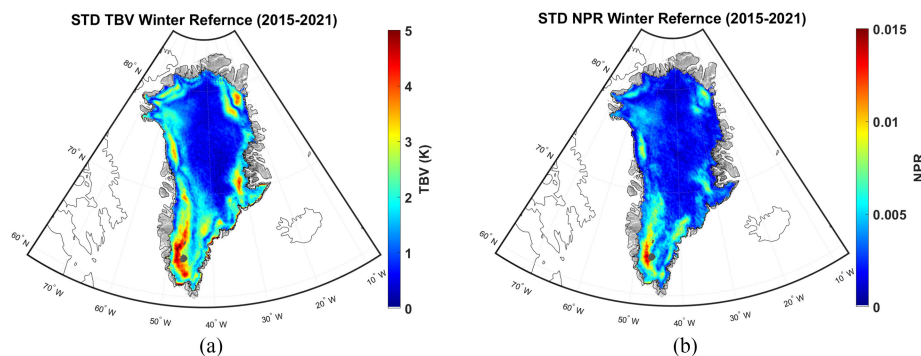 STD TBV Winter Refernce (2015-2021)
80° N
70° N
60° N
70° W
60° W
50° W
40° W
30° W
20° W
10° W
5
4
3
2
1
0
TBV (K)
(a)
STD NPR Winter Refernce (2015-2021)
80° N
70° N
60° N
70° W
60° W
50° W
40° W
30° W
20° W
10° W
0.015
0.01
0.005
0
NPR
(b)